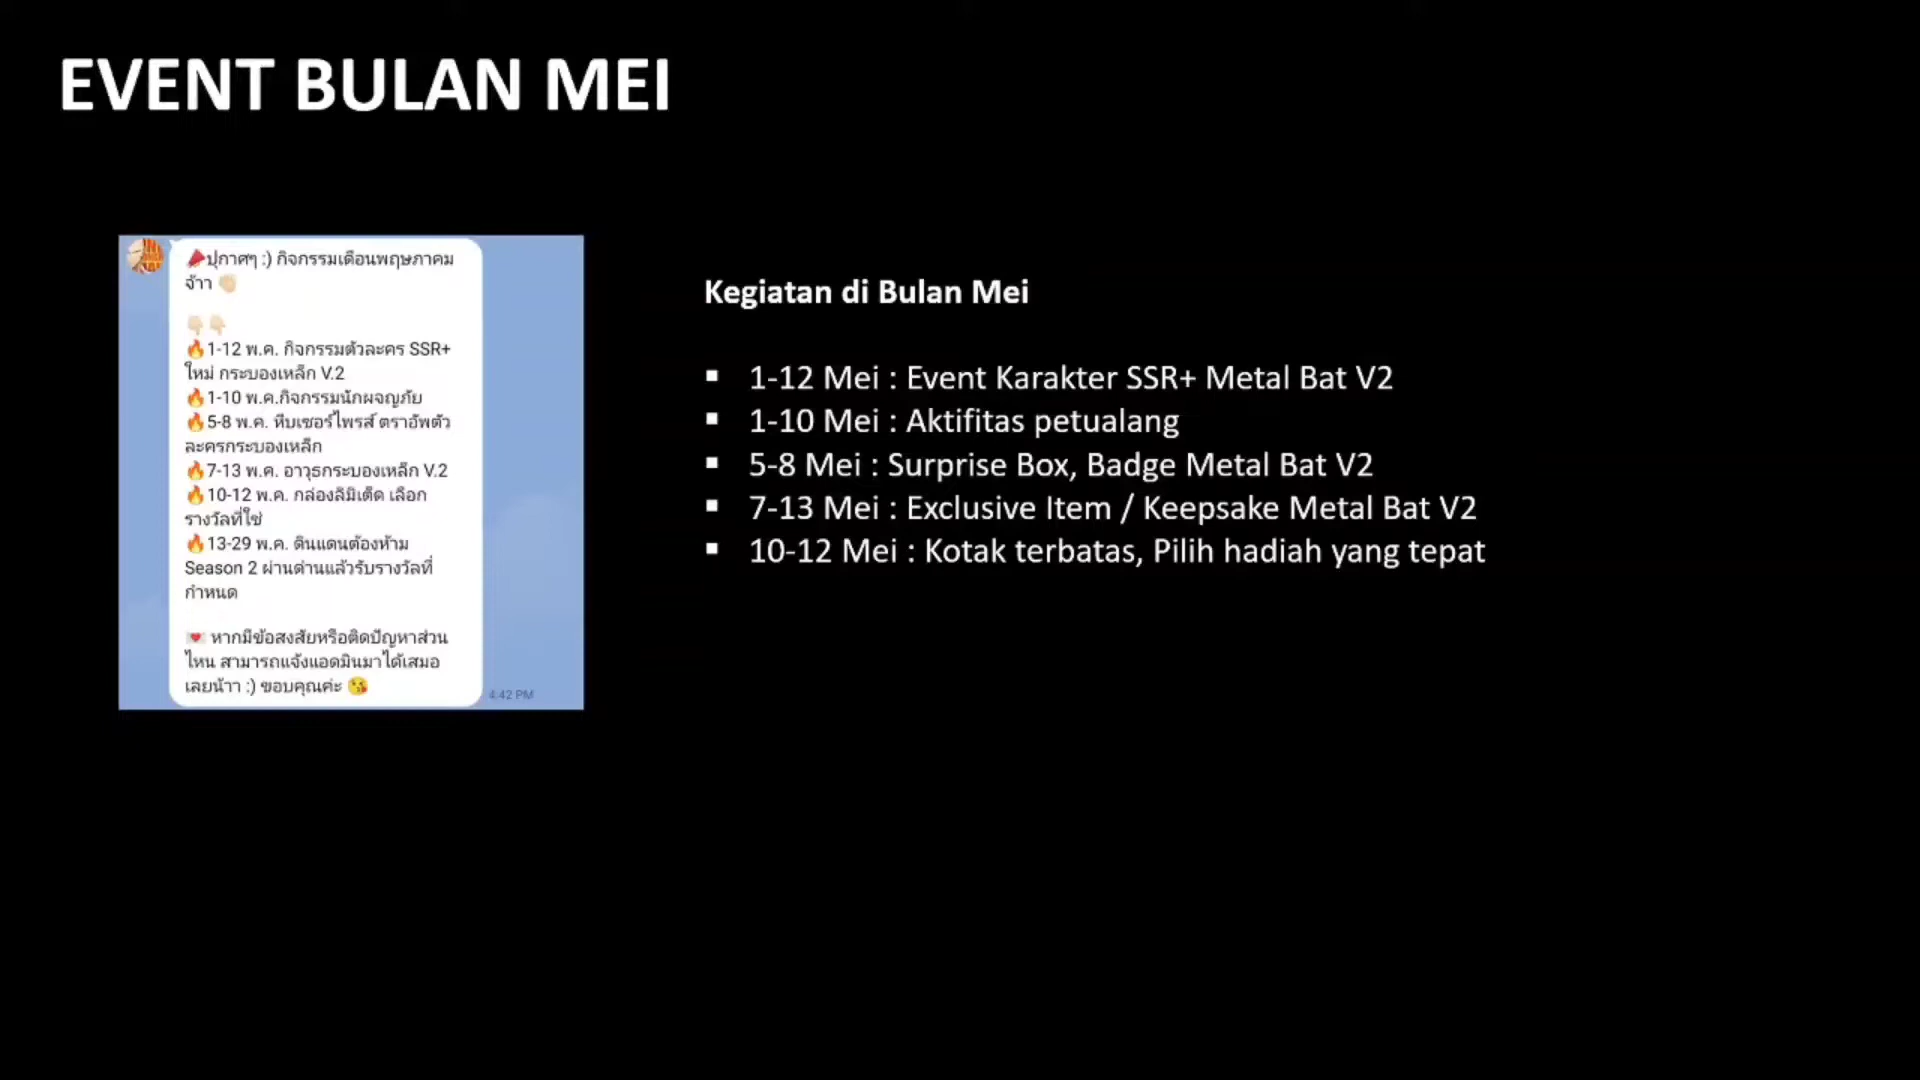 EVENT BULAN MEI
ปุกาศๆ :) กิจกรรมเดือนพฤษภาคม
จ้าา
1-12 พ.ค. กิจกรรมตัวละคร SSR+
ใหม่ กระบองเหล็ก V.2
1-10 พ.ค.กิจกรรมนักผจญภัย
5-8 พ.ค. หีบเซอร์ไพรส์ ตราอัพตัว
ละครกระบองเหล็ก
7-13 พ.ค. อาวุธกระบองเหล็ก V.2
10-12 พ.ค. กล่องลิมิเต็ด เลือก
รางวัลที่ใช่
13-29 พ.ค. ดินแดนต้องห้าม
Season 2 ผ่านด่านแล้วรับรางวัลที่
กำหนด
หากมีข้อสงสัยหรือติดปัญหาส่วน
ไหน สามารถแจ้งแอดมินมาได้เสมอ
เลยน้าา :) ขอบคุณค่ะ
4:42 PM
Kegiatan di Bulan Mei
▪ 1-12 Mei : Event Karakter SSR+ Metal Bat V2
▪ 1-10 Mei : Aktifitas petualang
▪ 5-8 Mei : Surprise Box, Badge Metal Bat V2
▪ 7-13 Mei : Exclusive Item / Keepsake Metal Bat V2
▪ 10-12 Mei : Kotak terbatas, Pilih hadiah yang tepat